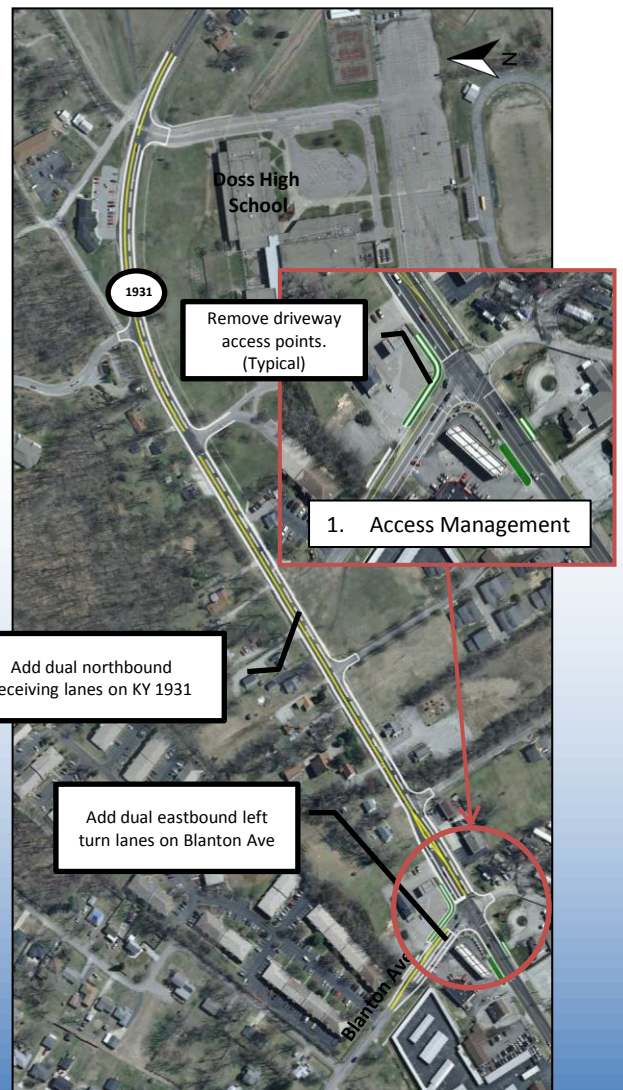 N
Doss High
School
1931
Remove driveway
access points.
(Typical)
1. Access Management
Add dual northbound
eceiving lanes on KY 1931
Add dual eastbound left
turn lanes on Blanton Ave
Blanton Ave